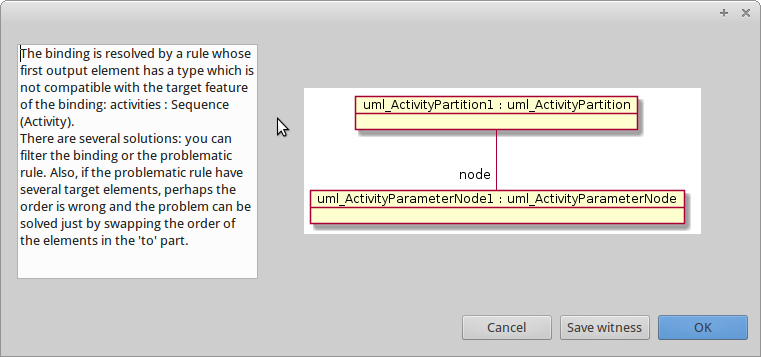 The binding is resolved by a rule whose
first output element has a type which is
not compatible with the target feature
of the binding: activities : Sequence
(Activity).
There are several solutions: you can
filter the binding or the problematic
rule. Also, if the problematic rule have
several target elements, perhaps the
order is wrong and the problem can be
solved just by swapping the order of
the elements in the 'to' part.
uml_ActivityPartition1 : uml_ActivityPartition
node
uml_ActivityParameterNode1 : uml_ActivityParameterNode
Cancel
Save witness
OK